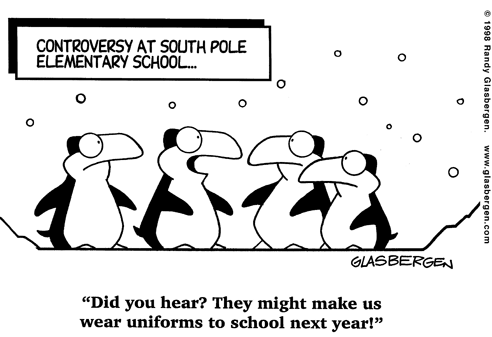 CONTROVERSY AT SOUTH POLE
ELEMENTARY SCHOOL...
© 1998 Randy Glasbergen. www.glasbergen.com
GLASBERGEN
“Did you hear? They might make us
wear uniforms to school next year!”